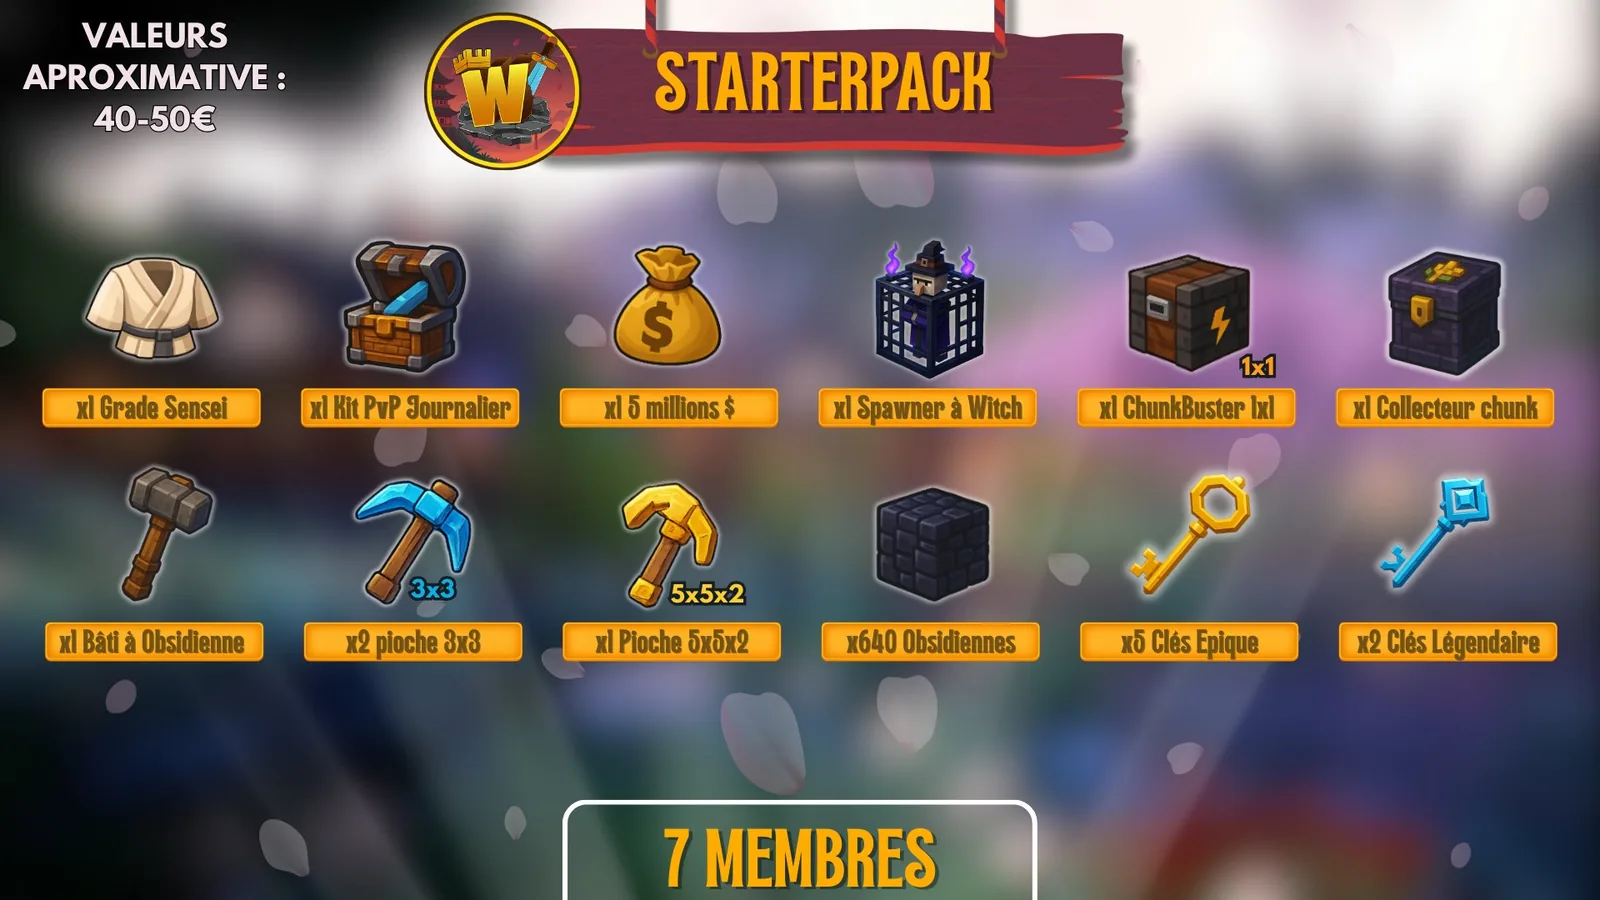 VALEURS
APROXIMATIVE :
40-50€
W
STARTERPACK
$
1x1
x1 Grade Sensei
x1 Kit PvP Journalier
x1 5 millions $
x1 Spawner à Witch
x1 ChunkBuster 1x1
x1 Collecteur chunk
3x3
5x5x2
x1 Bâti à Obsidienne
x2 pioche 3x3
x1 Pioche 5x5x2
x640 Obsidiennes
x5 Clés Epique
x2 Clés Légendaire
7 MEMBRES